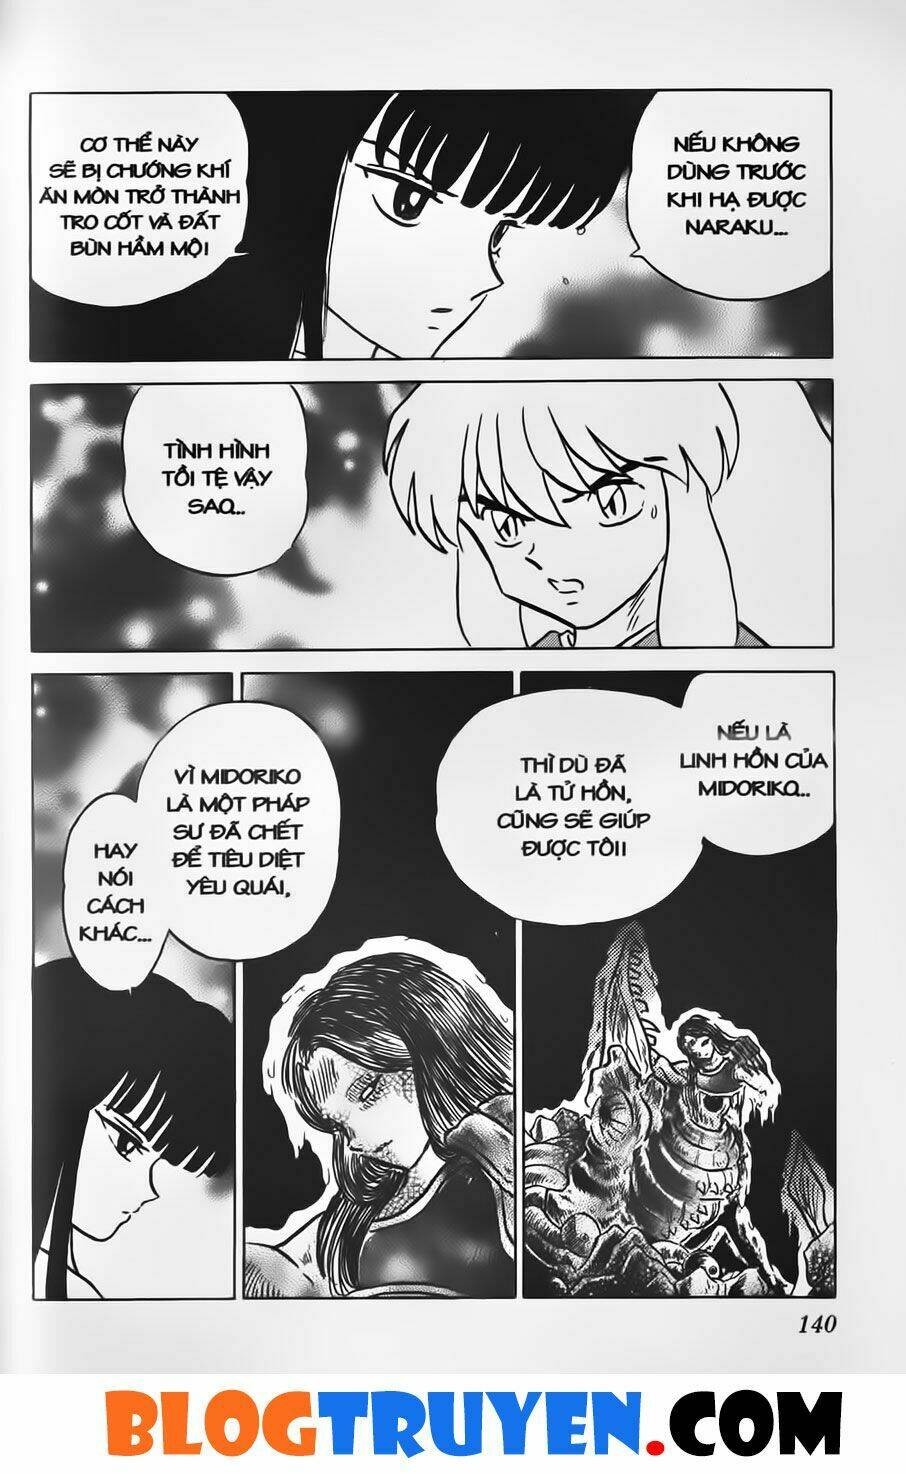 NẾU KHÔNG
DÙNG TRƯỚC
KHI HẠ ĐƯỢC
NARAKU...
CƠ THỂ NÀY
SẼ BỊ CHƯỚNG KHÍ
ĂN MÒN TRỞ THÀNH
TRO CỐT VÀ ĐẤT
BÙN HẦM MỘ!
TÌNH HÌNH
TỒI TỆ VẬY
SAO...
NẾU LÀ
LINH HỒN CỦA
MIDORIKO...
THÌ DÙ ĐÃ
LÀ TỬ HỒN,
CŨNG SẼ GIÚP
ĐƯỢC TÔI!
VÌ MIDORIKO
LÀ MỘT PHÁP
SƯ ĐÃ CHẾT
ĐỂ TIÊU DIỆT
YÊU QUÁI,
HAY
NÓI
CÁCH
KHÁC...
140
BLOGTRUYEN.COM